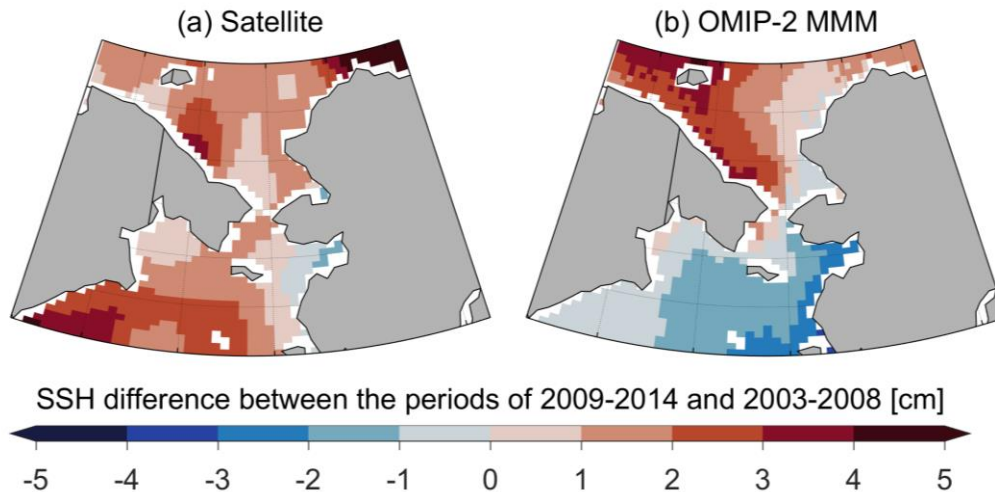 (a) Satellite
(b) OMIP-2 MMM
SSH difference between the periods of 2009-2014 and 2003-2008 [cm]
-5 -4 -3 -2 -1 0 1 2 3 4 5